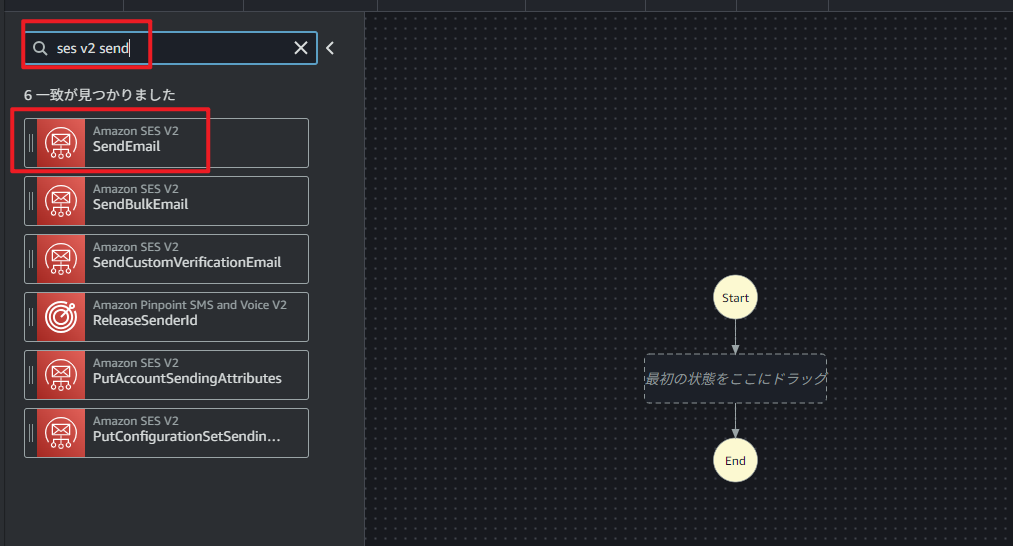 ses v2 send
6 一致が見つかりました
Amazon SES V2
SendEmail
Amazon SES V2
SendBulkEmail
Amazon SES V2
SendCustomVerificationEmail
Amazon Pinpoint SMS and Voice V2
ReleaseSenderId
Amazon SES V2
PutAccountSendingAttributes
Amazon SES V2
PutConfigurationSetSendin...
Start
最初の状態をここにドラッグ
End